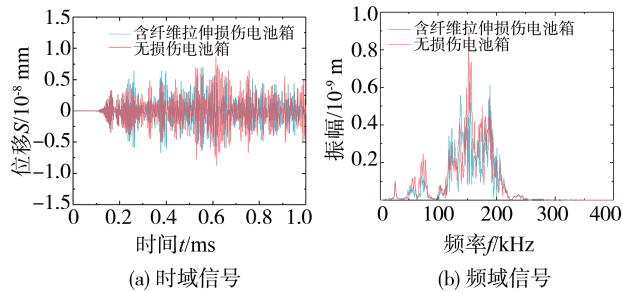 1.5
1.0
0.5
0
−0.5
−1.0
−1.5
位移S/10⁻⁸ mm
含纤维拉伸损伤电池箱
无损伤电池箱
0 0.2 0.4 0.6 0.8 1.0
时间t/ms
(a) 时域信号
1.0
0.8
0.6
0.4
0.2
振幅/10⁻⁹ m
含纤维拉伸损伤电池箱
无损伤电池箱
0 100 200 300 400
频率f/kHz
(b) 频域信号